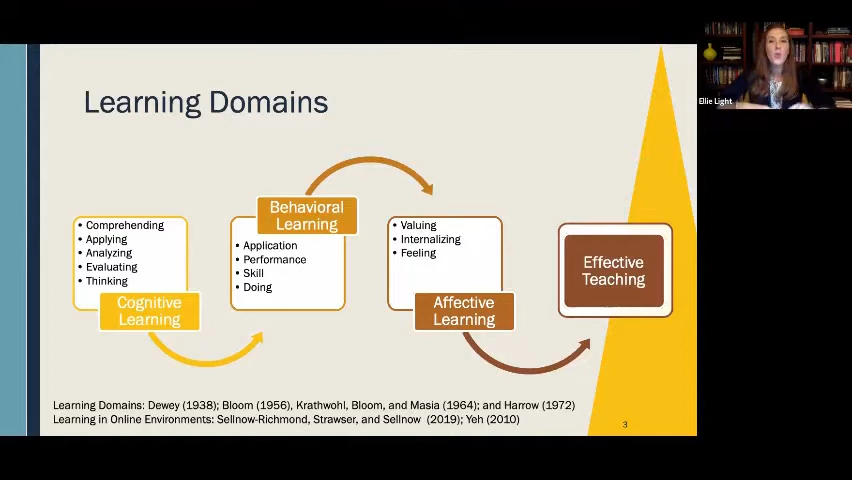 Ellie Light
Learning Domains
• Comprehending
• Applying
• Analyzing
• Evaluating
• Thinking
Cognitive
Learning
Behavioral
Learning
• Application
• Performance
• Skill
• Doing
• Valuing
• Internalizing
• Feeling
Affective
Learning
Effective
Teaching
Learning Domains: Dewey (1938); Bloom (1956), Krathwohl, Bloom, and Masia (1964); and Harrow (1972)
Learning in Online Environments: Sellnow-Richmond, Strawser, and Sellnow (2019); Yeh (2010)
3